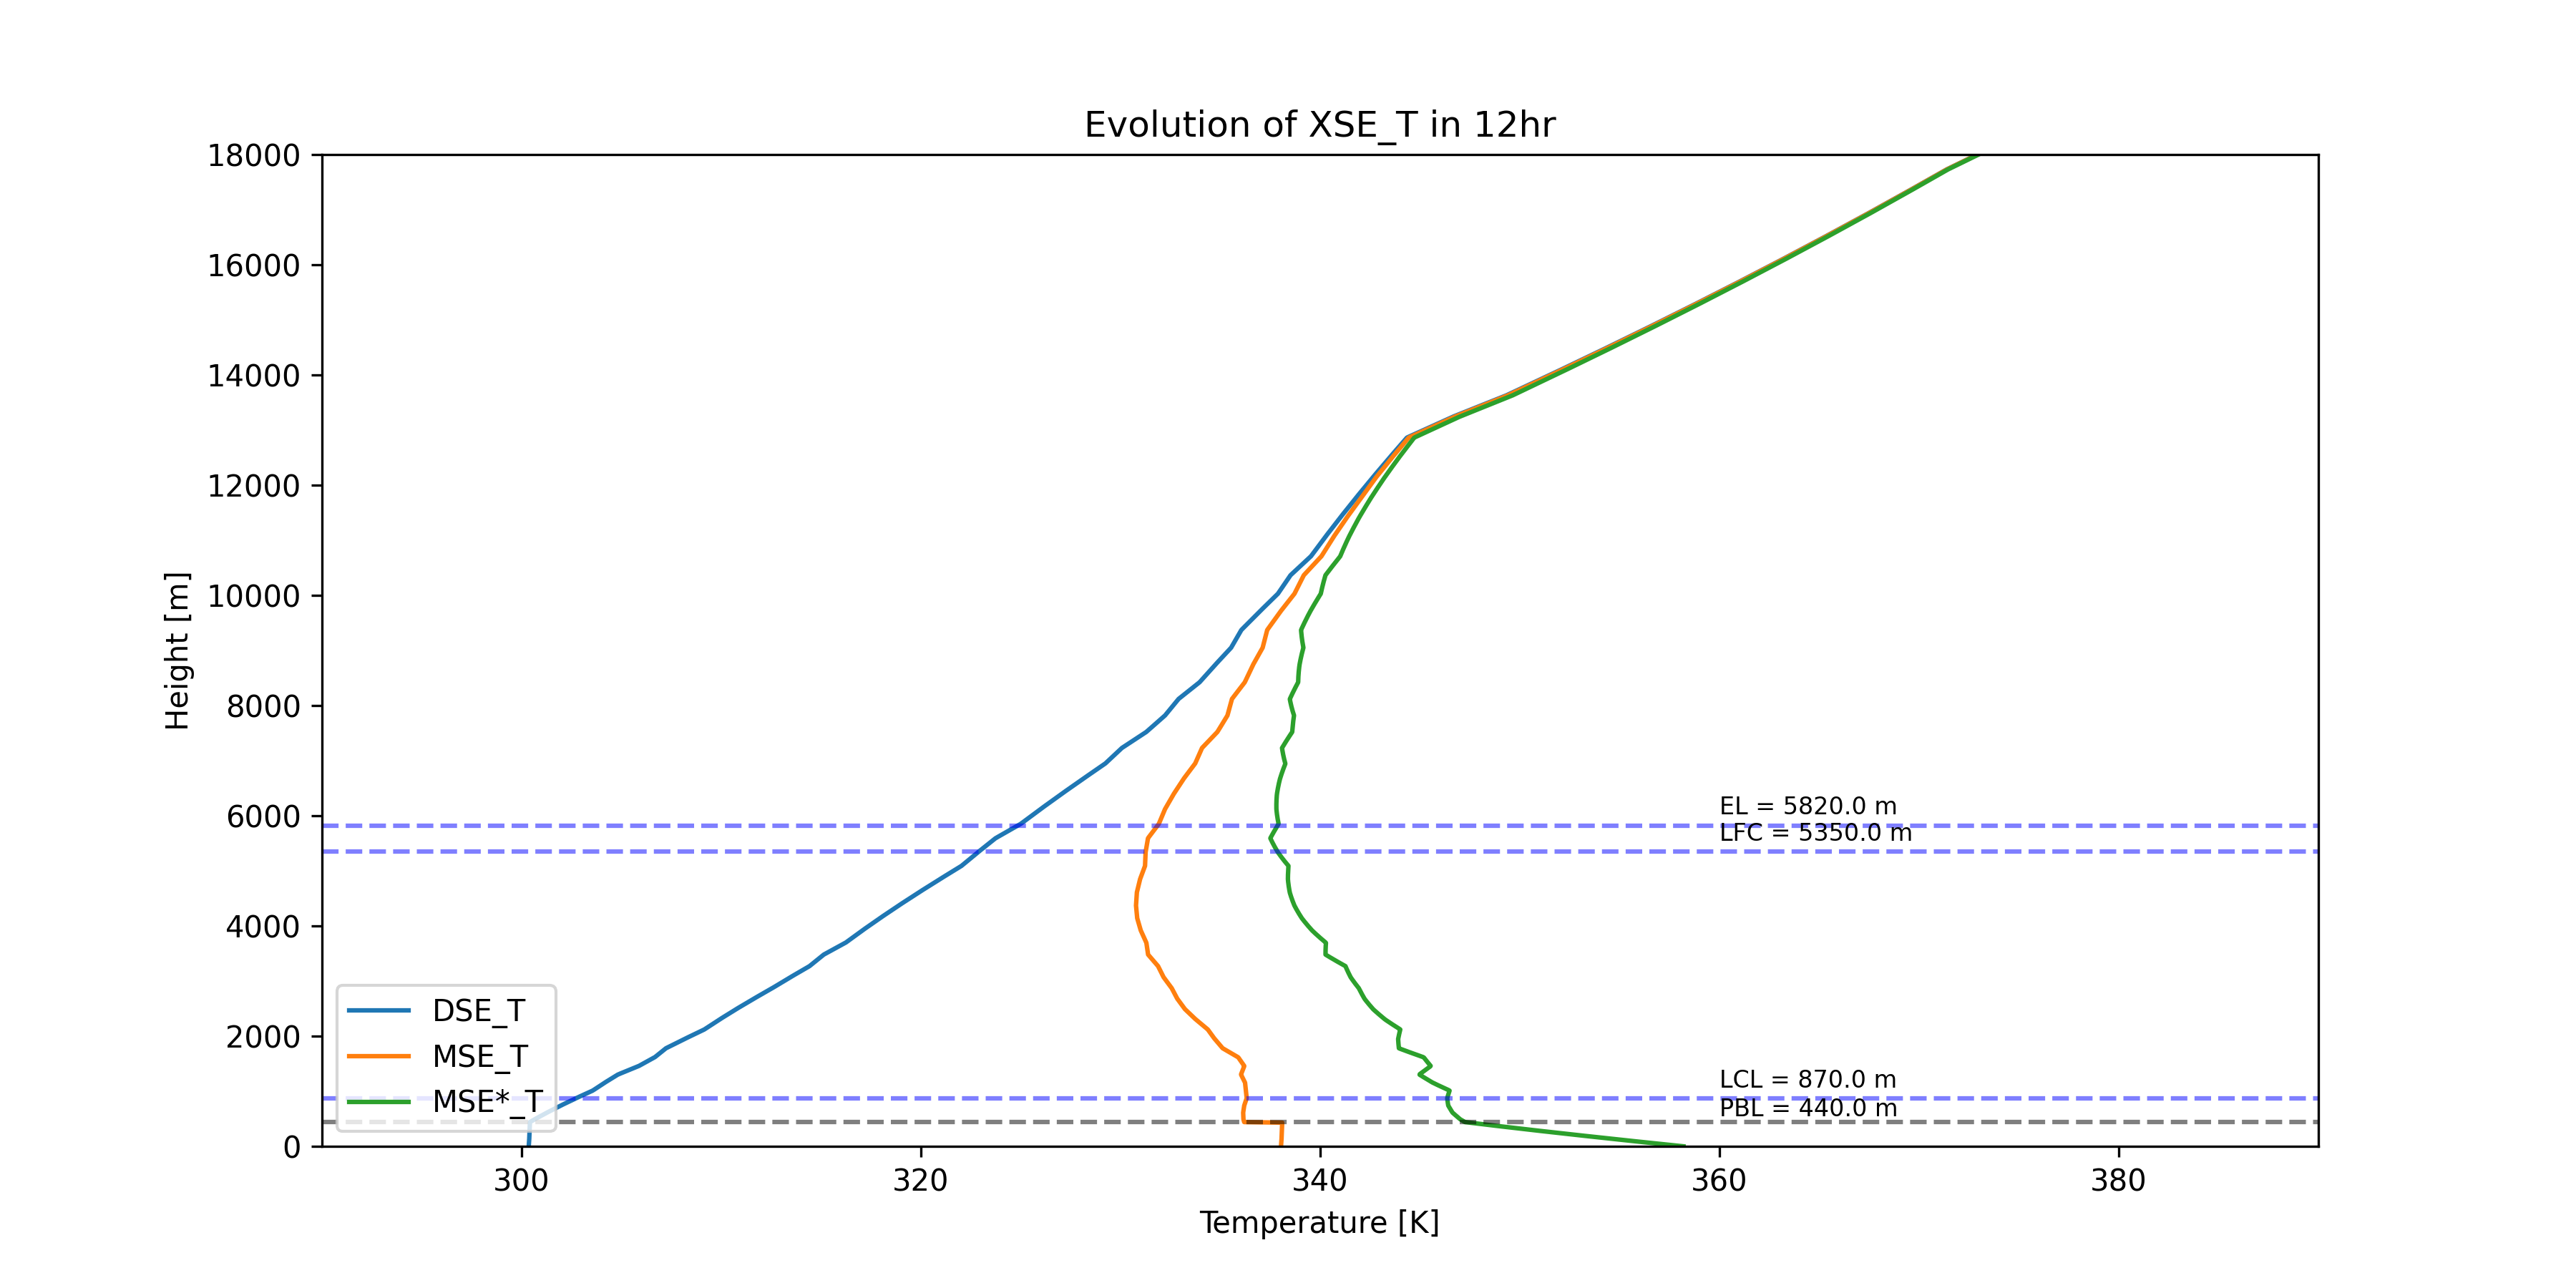 Evolution of XSE_T in 12hr
18000
16000
14000
12000
10000
8000
6000
4000
2000
0
Height [m]
EL = 5820.0 m
LFC = 5350.0 m
LCL = 870.0 m
PBL = 440.0 m
DSE_T
MSE_T
MSE*_T
300 320 340 360 380
Temperature [K]